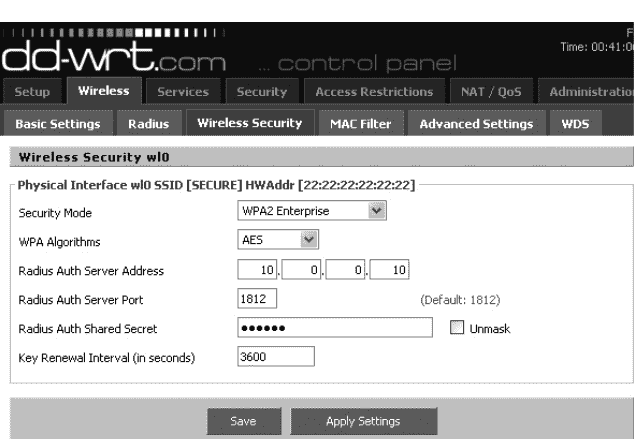 F
dd-wrt.com ... control panel
Time: 00:41:0
Setup Wireless Services Security Access Restrictions NAT / QoS Administratio
Basic Settings Radius Wireless Security MAC Filter Advanced Settings WDS
Wireless Security wl0
Physical Interface wl0 SSID [SECURE] HWAddr [22:22:22:22:22:22]
Security Mode WPA2 Enterprise
WPA Algorithms AES
Radius Auth Server Address 10. 0. 0. 10
Radius Auth Server Port 1812 (Default: 1812)
Radius Auth Shared Secret ●●●●●● Unmask
Key Renewal Interval (in seconds) 3600
Save Apply Settings